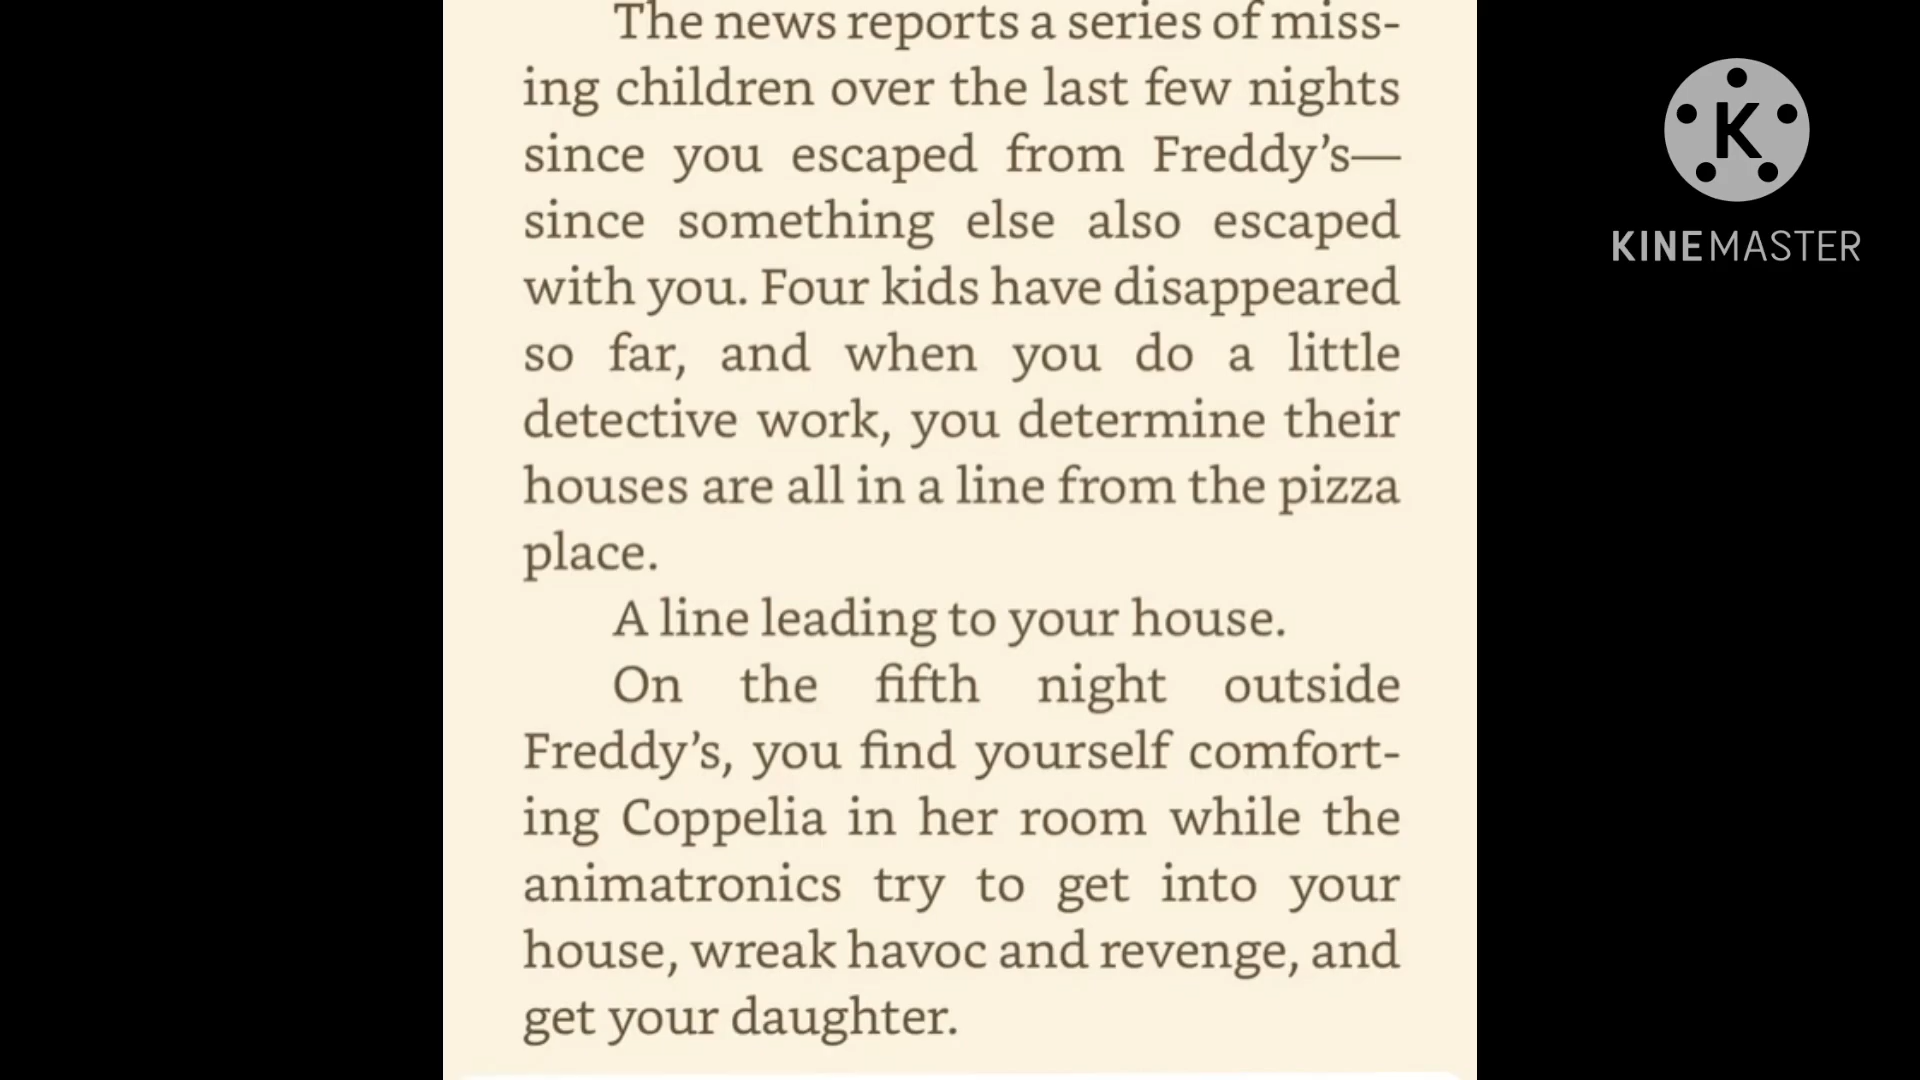 The news reports a series of miss-
ing children over the last few nights
since you escaped from Freddy’s—
since something else also escaped
with you. Four kids have disappeared
so far, and when you do a little
detective work, you determine their
houses are all in a line from the pizza
place.
A line leading to your house.
On the fifth night outside
Freddy’s, you find yourself comfort-
ing Coppelia in her room while the
animatronics try to get into your
house, wreak havoc and revenge, and
get your daughter.
K
KINEMASTER